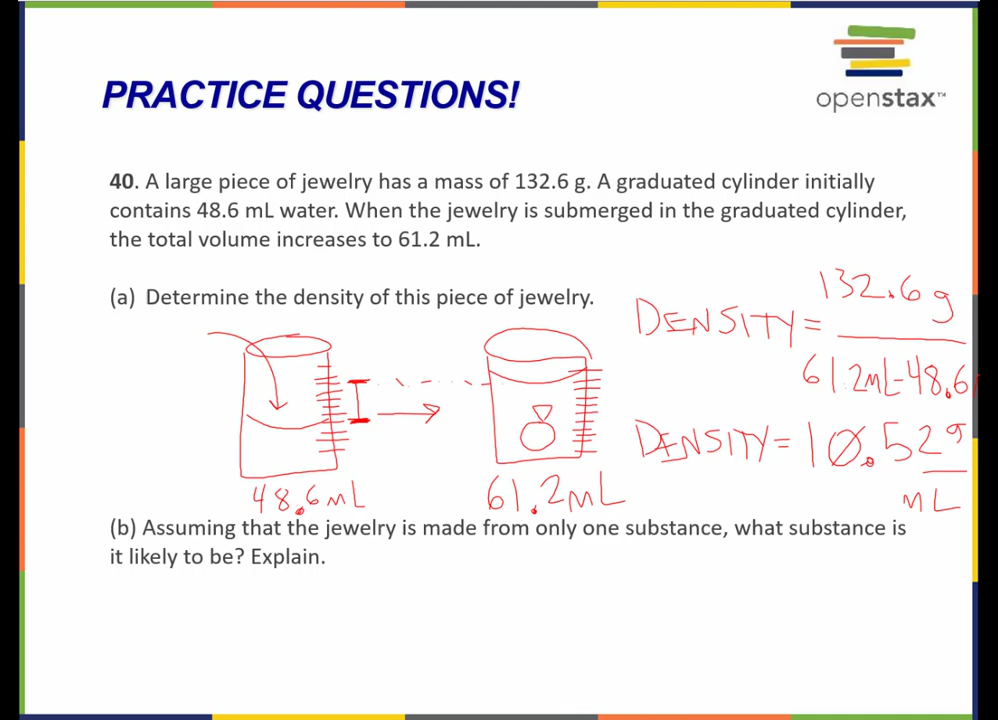 PRACTICE QUESTIONS!
openstax™
40. A large piece of jewelry has a mass of 132.6 g. A graduated cylinder initially
contains 48.6 mL water. When the jewelry is submerged in the graduated cylinder,
the total volume increases to 61.2 mL.
(a) Determine the density of this piece of jewelry.
132.6 g
DENSITY =
61.2mL-48.6
DENSITY = 10.52 g
mL
48.6mL
61.2mL
(b) Assuming that the jewelry is made from only one substance, what substance is
it likely to be? Explain.